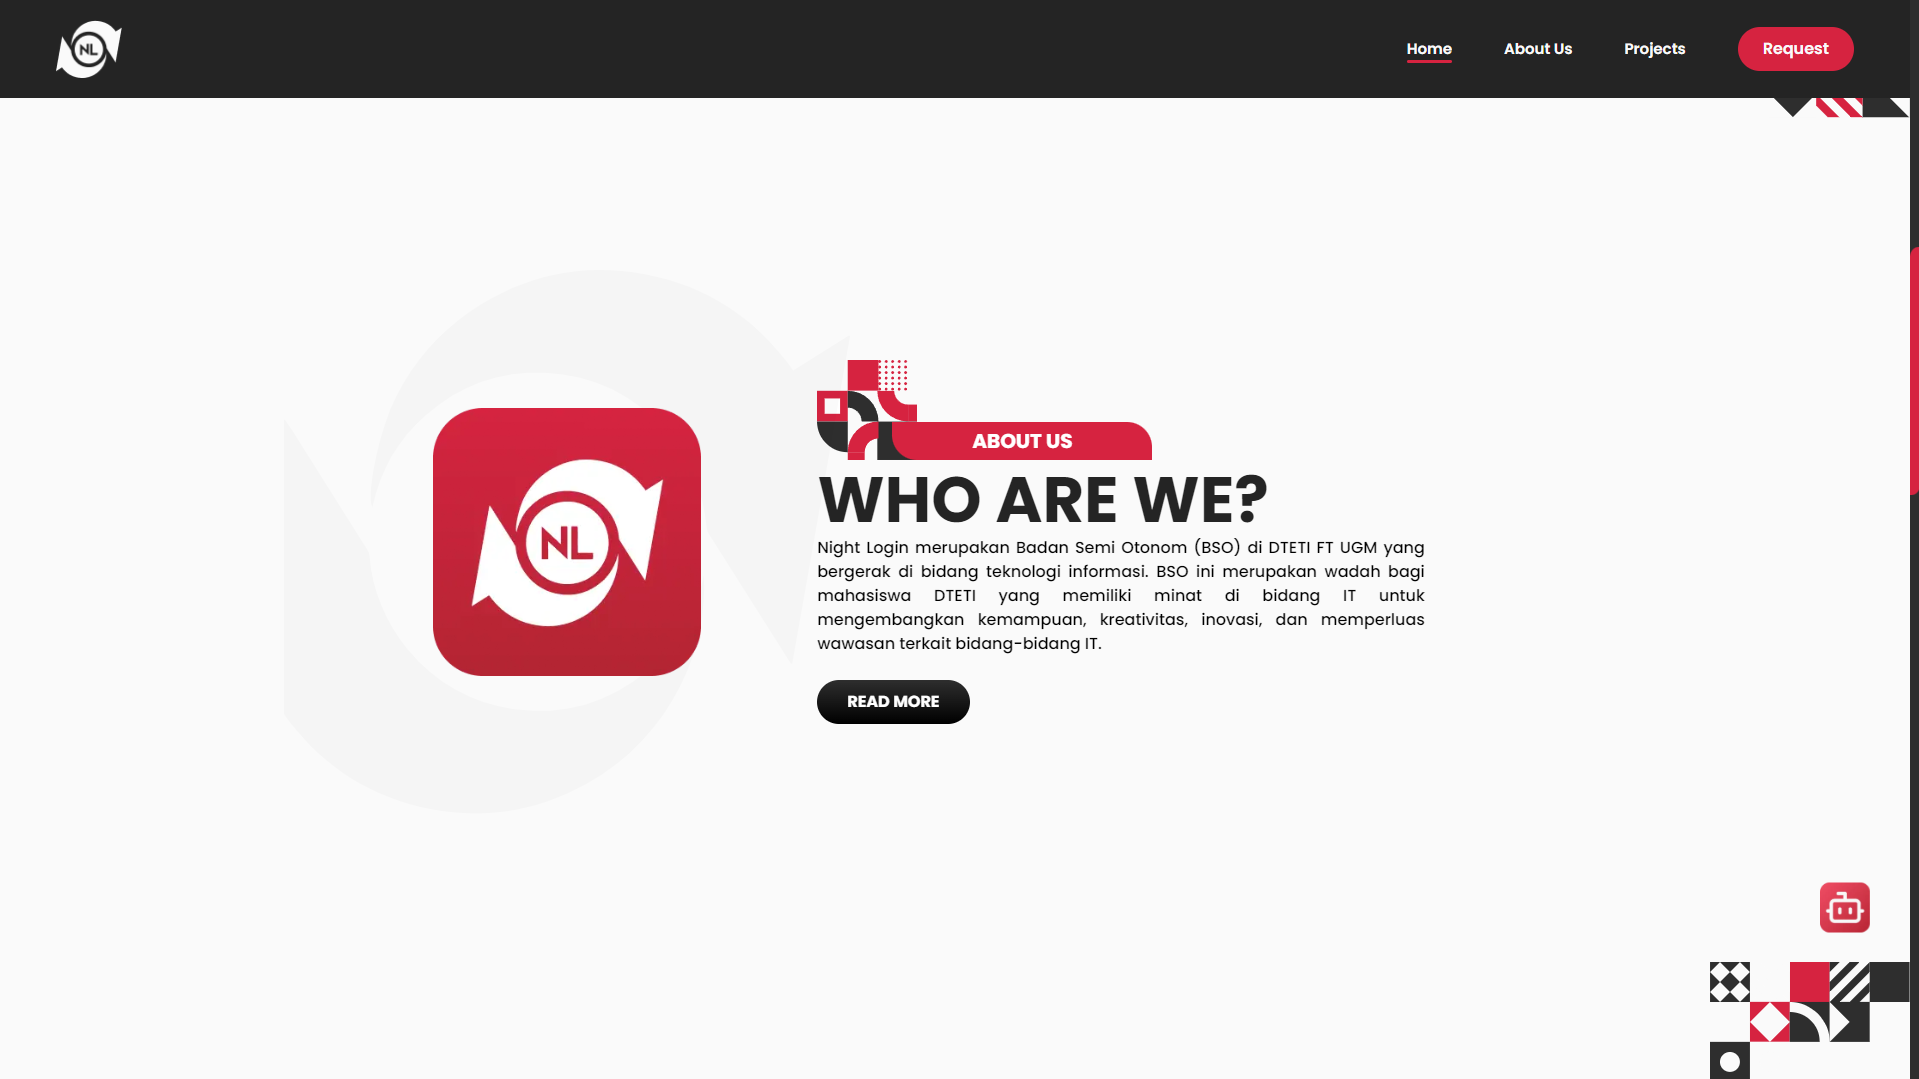 NL
Home
About Us
Projects
Request
ABOUT US
WHO ARE WE?
NL
Night Login merupakan Badan Semi Otonom (BSO) di DTETI FT UGM yang
bergerak di bidang teknologi informasi. BSO ini merupakan wadah bagi
mahasiswa DTETI yang memiliki minat di bidang IT untuk
mengembangkan kemampuan, kreativitas, inovasi, dan memperluas
wawasan terkait bidang-bidang IT.
READ MORE